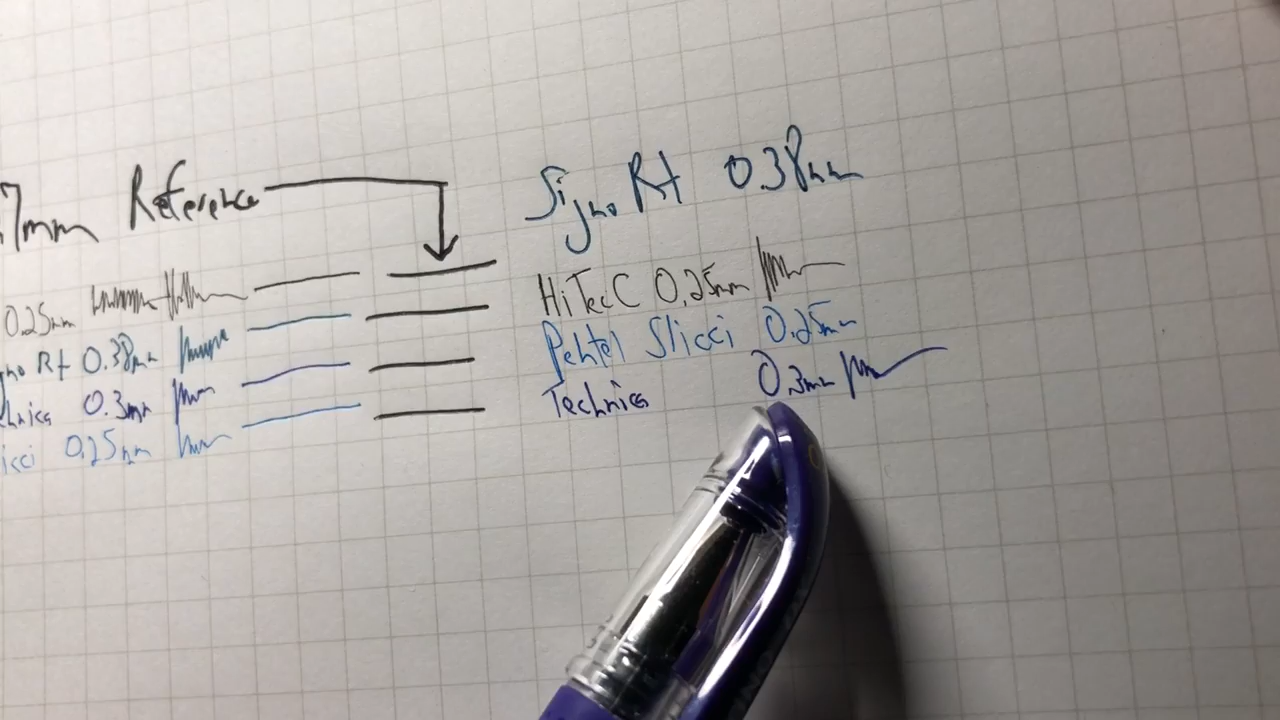 .7mm Reference
0.25mm
Rt 0.38mm
0.3mm
0.25mm
Signo Rt 0.38mm
HiTecC 0.25mm
Pentel Slicci 0.25mm
Technica 0.3mm